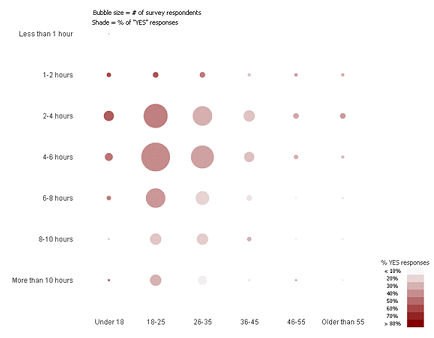 Bubble size = # of survey respondents
Shade = % of "YES" responses
Less than 1 hour
1-2 hours
2-4 hours
4-6 hours
6-8 hours
8-10 hours
More than 10 hours
Under 18
18-25
26-35
36-45
46-55
Older than 55
% YES responses
< 10%
20%
30%
40%
50%
60%
70%
> 80%